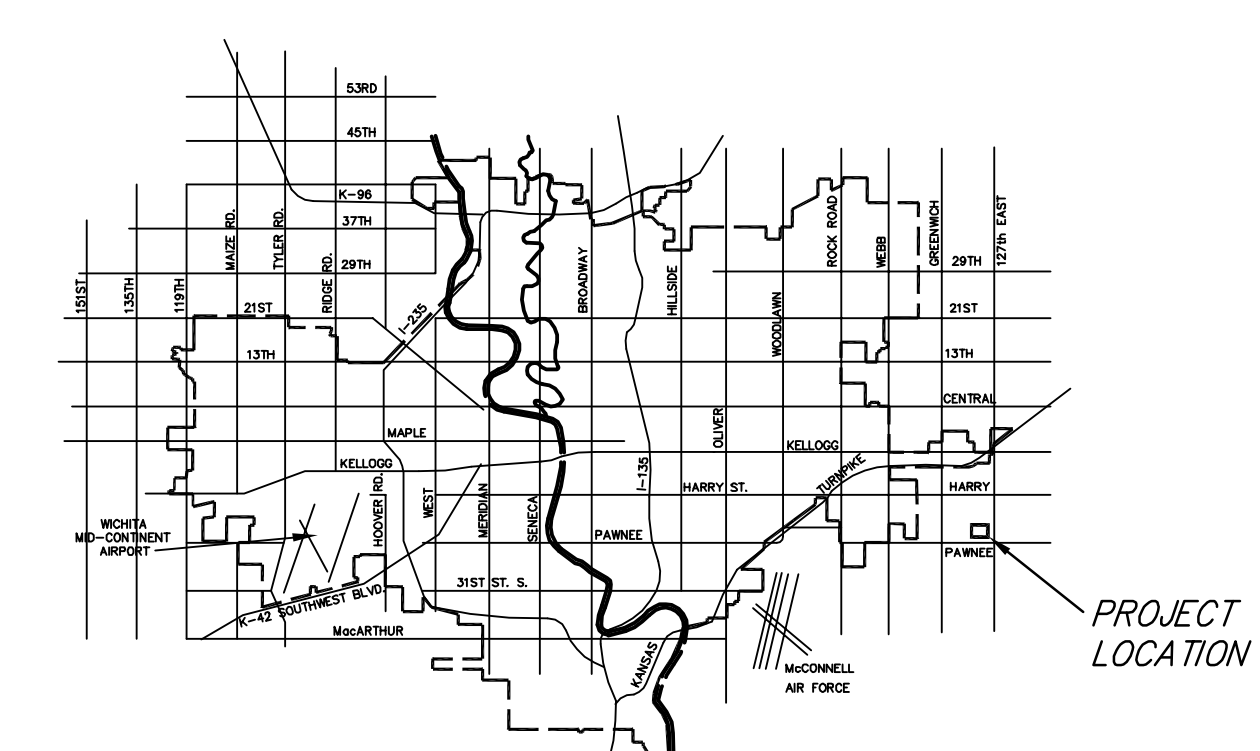 53RD
45TH
K-96
37TH
29TH
MAIZE RD.
TYLER RD.
RIDGE RD.
151ST
135TH
119TH
21ST
I-235
13TH
BROADWAY
HILLSIDE
WOODLAWN
ROCK ROAD
WEBB
GREENWICH
127th EAST
29TH
21ST
13TH
CENTRAL
MAPLE
KELLOGG
OLIVER
KELLOGG
TURNPIKE
I-135
HARRY ST.
HARRY
HOOVER RD.
WEST
MERIDIAN
SENECA
WICHITA
MID-CONTINENT
AIRPORT
PAWNEE
PAWNEE
31ST ST. S.
K-42 SOUTHWEST BLVD.
MacARTHUR
KANSAS
McCONNELL
AIR FORCE
PROJECT
LOCATION